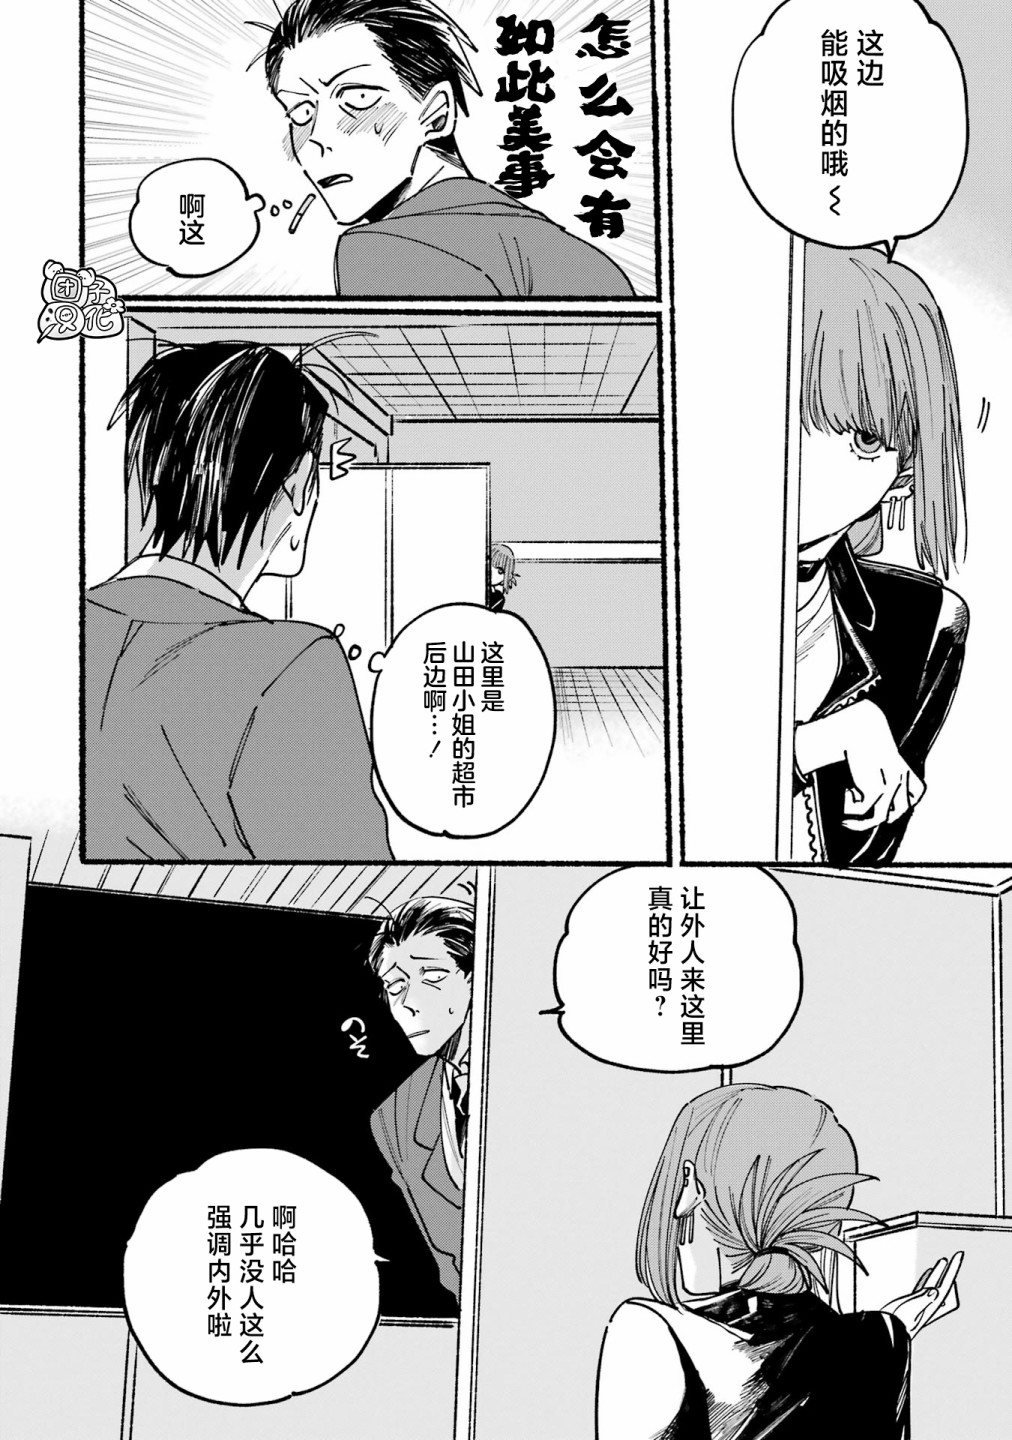 这边
能吸烟的哦
~
怎么会有
如此美事
啊这
团子
汉化
这里是
山田小姐的超市
后边啊…！
让外人来这里
真的好吗？
のそ
啊哈哈
几乎没人这么
强调内外啦